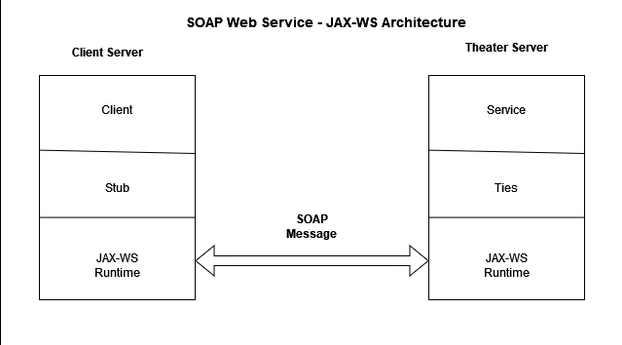 SOAP Web Service - JAX-WS Architecture
Client Server
Theater Server
Client
Service
Stub
Ties
SOAP
Message
JAX-WS
Runtime
JAX-WS
Runtime